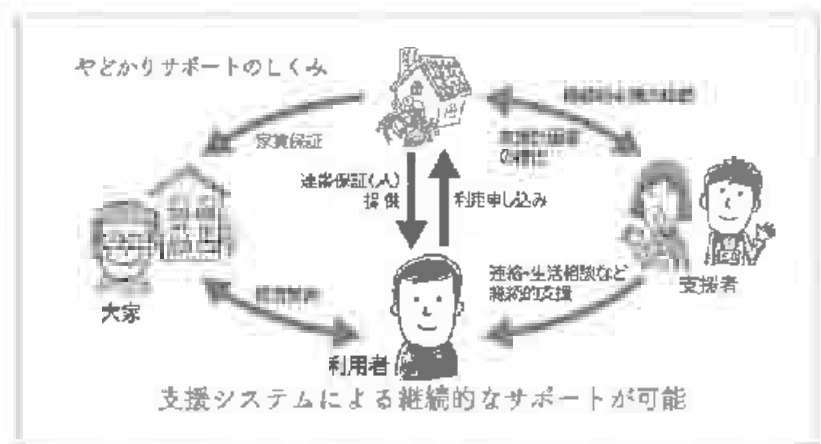 やどかりサポートのしくみ
家賃保証
連帯保証(人)
提供
利用申し込み
連絡・生活相談など
継続的支援
大家
支援者
利用者
支援システムによる継続的なサポートが可能